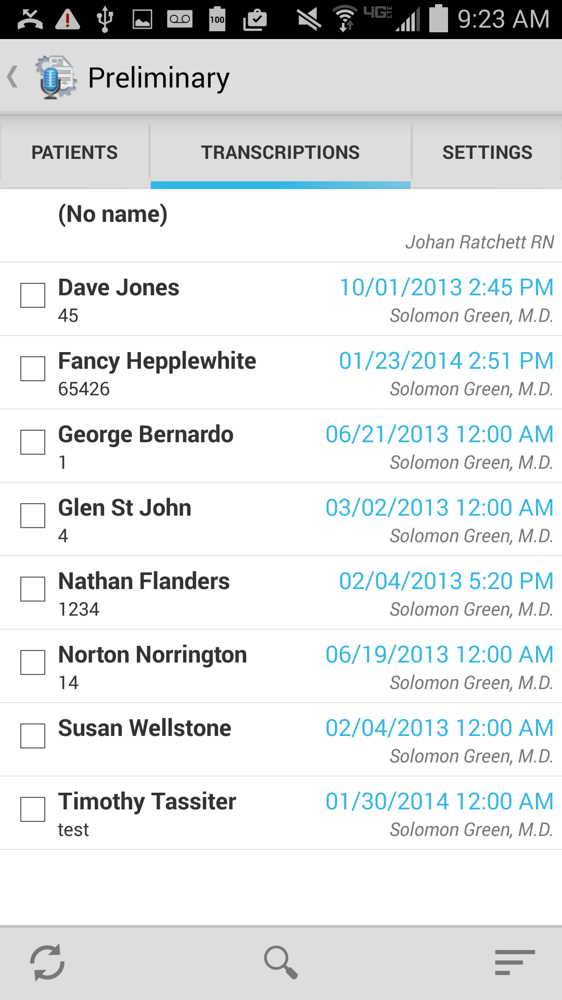 100
4G LTE
9:23 AM
Preliminary
PATIENTS
TRANSCRIPTIONS
SETTINGS
(No name)
Johan Ratchett RN
Dave Jones
10/01/2013 2:45 PM
45
Solomon Green, M.D.
Fancy Hepplewhite
01/23/2014 2:51 PM
65426
Solomon Green, M.D.
George Bernardo
06/21/2013 12:00 AM
1
Solomon Green, M.D.
Glen St John
03/02/2013 12:00 AM
4
Solomon Green, M.D.
Nathan Flanders
02/04/2013 5:20 PM
1234
Solomon Green, M.D.
Norton Norrington
06/19/2013 12:00 AM
14
Solomon Green, M.D.
Susan Wellstone
02/04/2013 12:00 AM
Solomon Green, M.D.
Timothy Tassiter
01/30/2014 12:00 AM
test
Solomon Green, M.D.